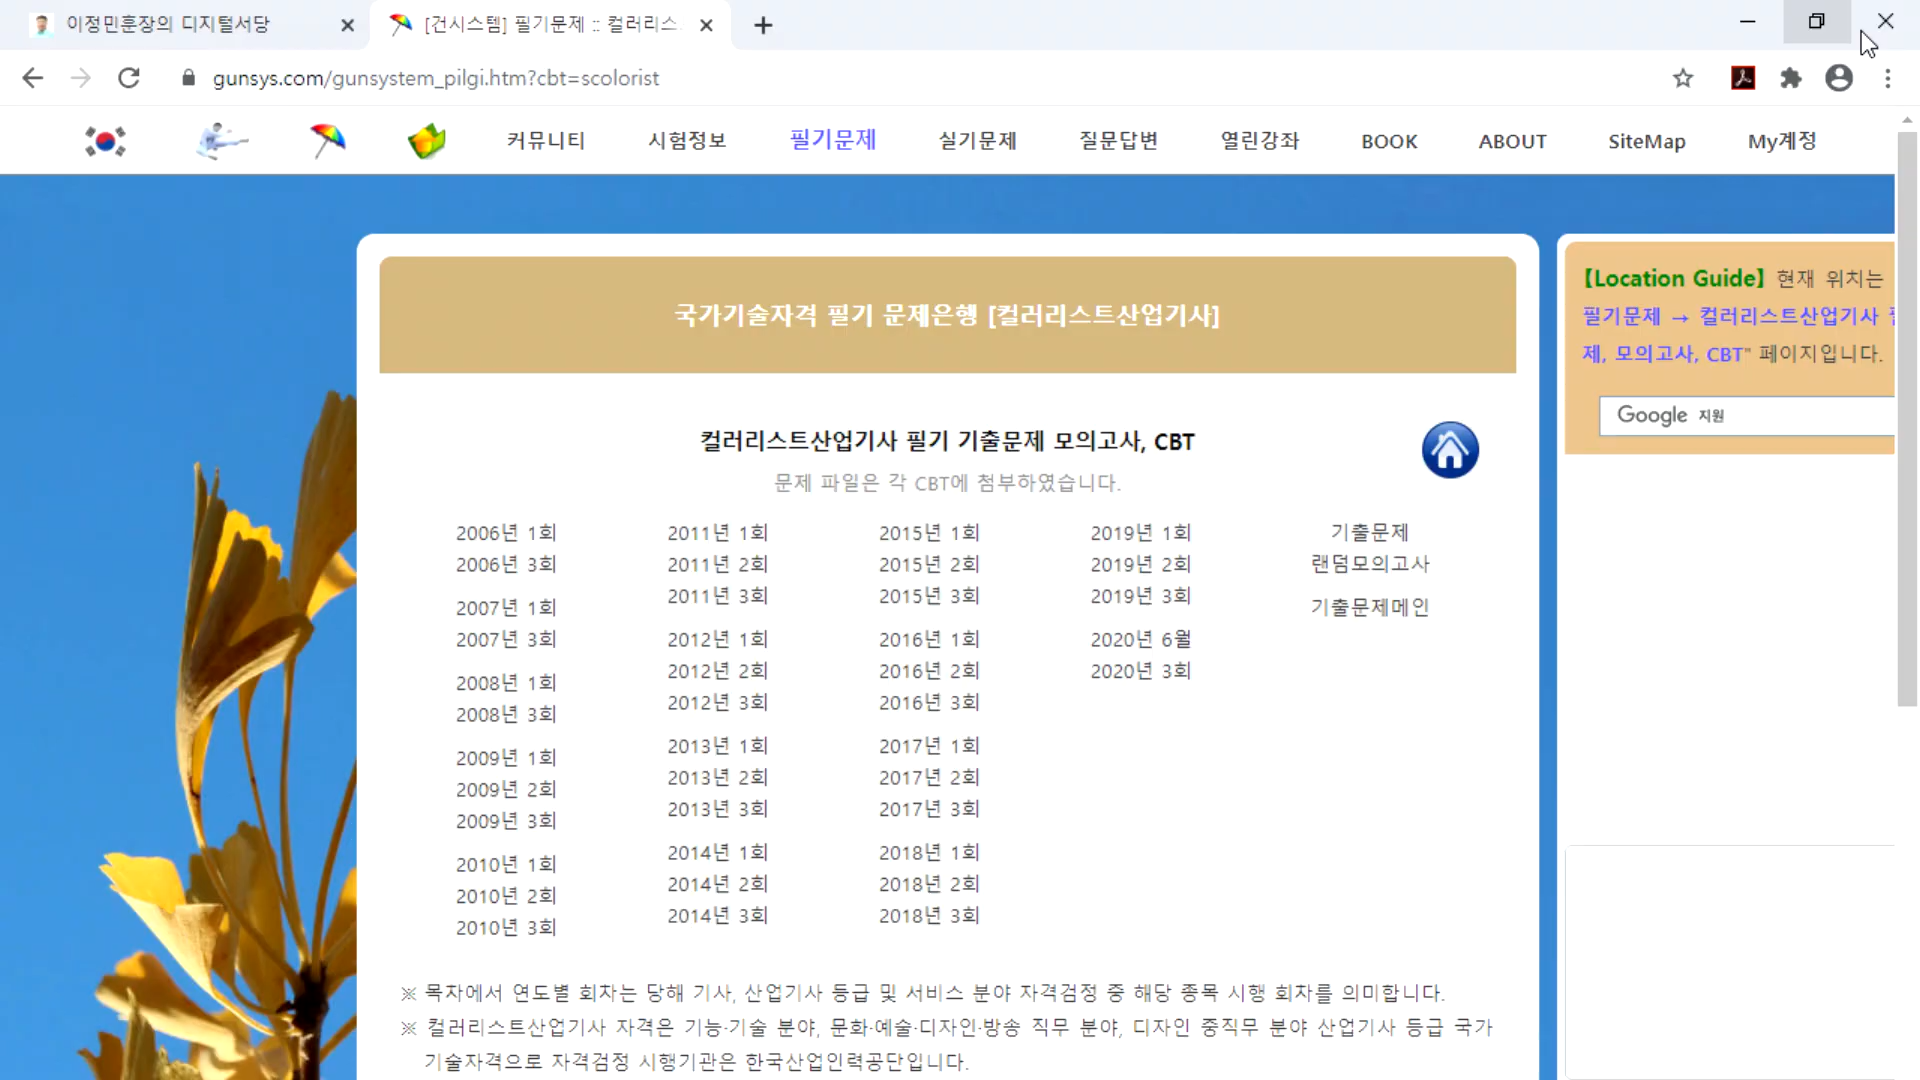 이정민훈장의 디지털서당
[건시스템] 필기문제 :: 컬러리스
gunsys.com/gunsystem_pilgi.htm?cbt=scolorist
커뮤니티 시험정보 필기문제 실기문제 질문답변 열린강좌 BOOK ABOUT SiteMap My계정
국가기술자격 필기 문제은행 [컬러리스트산업기사]
컬러리스트산업기사 필기 기출문제 모의고사, CBT
문제 파일은 각 CBT에 첨부하였습니다.
2006년 1회
2006년 3회
2007년 1회
2007년 3회
2008년 1회
2008년 3회
2009년 1회
2009년 2회
2009년 3회
2010년 1회
2010년 2회
2010년 3회
2011년 1회
2011년 2회
2011년 3회
2012년 1회
2012년 2회
2012년 3회
2013년 1회
2013년 2회
2013년 3회
2014년 1회
2014년 2회
2014년 3회
2015년 1회
2015년 2회
2015년 3회
2016년 1회
2016년 2회
2016년 3회
2017년 1회
2017년 2회
2017년 3회
2018년 1회
2018년 2회
2018년 3회
2019년 1회
2019년 2회
2019년 3회
2020년 6월
2020년 3회
기출문제
랜덤모의고사
기출문제메인
※ 목차에서 연도별 회차는 당해 기사, 산업기사 등급 및 서비스 분야 자격검정 중 해당 종목 시행 회차를 의미합니다.
※ 컬러리스트산업기사 자격은 기능·기술 분야, 문화·예술·디자인·방송 직무 분야, 디자인 중직무 분야 산업기사 등급 국가
기술자격으로 자격검정 시행기관은 한국산업인력공단입니다.
【Location Guide】 현재 위치는
필기문제 → 컬러리스트산업기사
제, 모의고사, CBT" 페이지입니다.
Google 지원